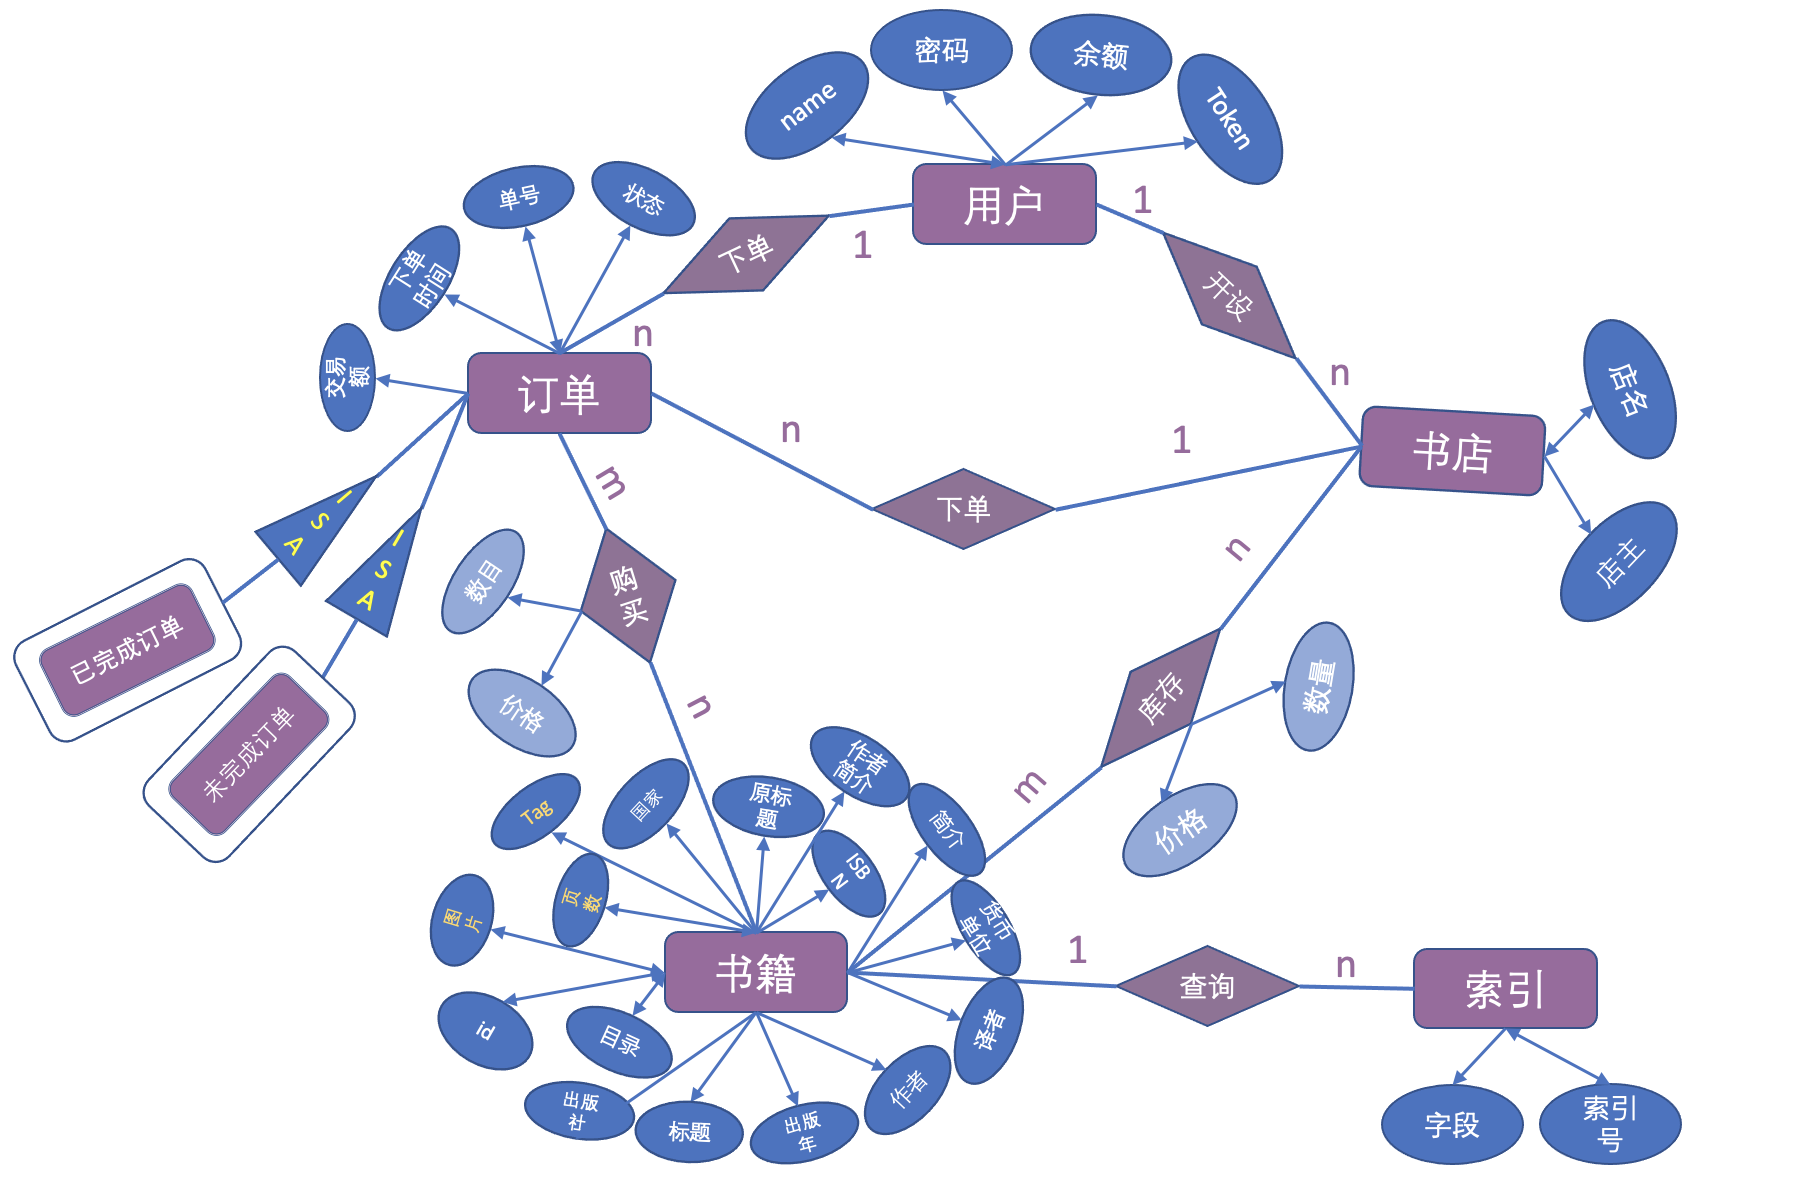 密码
余额
name
Token
用户
1
1
单号
状态
下单
下单
时间
开设
n
n
交易
额
订单
店名
书店
n
1
m
下单
ISA
ISA
店主
n
数目
购
买
已完成订单
未完成订单
价格
n
库存
数量
m
价格
Tag
国家
原标
题
作者
简介
简介
ISB
N
图
片
页
数
货币
单位
书籍
1
查询
n
索引
id
目录
译者
出版
社
标题
出版
年
作者
字段
索引
号